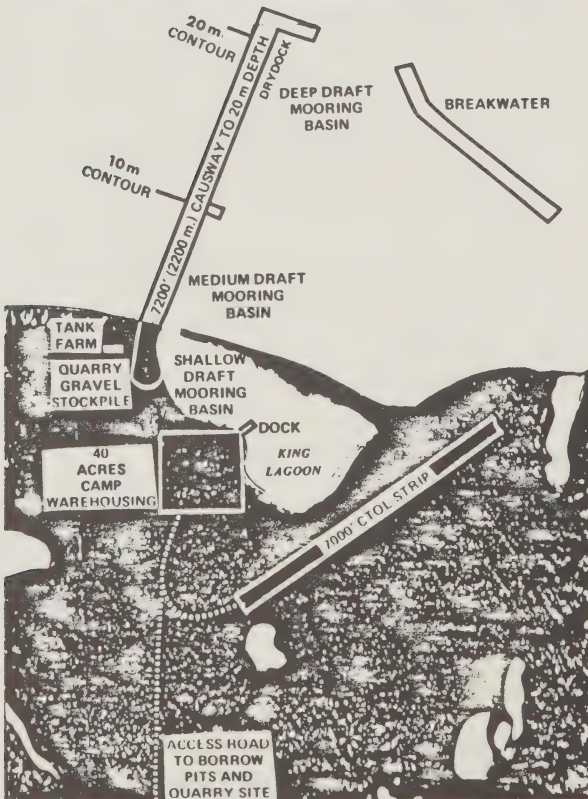 20 m.
CONTOUR
7200' (2200 m.) CAUSWAY TO 20 m DEPTH
DRYDOCK
DEEP DRAFT
MOORING
BASIN
BREAKWATER
10 m
CONTOUR
MEDIUM DRAFT
MOORING
BASIN
TANK
FARM
QUARRY
GRAVEL
STOCKPILE
SHALLOW
DRAFT
MOORING
BASIN
DOCK
40
ACRES
CAMP
WAREHOUSING
KING
LAGOON
7000' CTOL STRIP
ACCESS ROAD
TO BORROW
PITS AND
QUARRY SITE